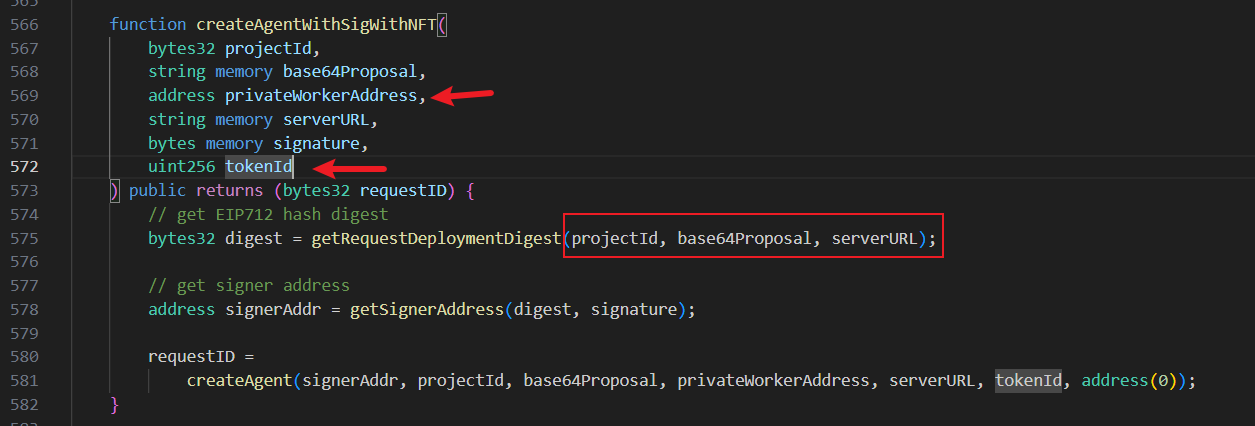 565
566 function createAgentWithSigWithNFT(
567 bytes32 projectId,
568 string memory base64Proposal,
569 address privateWorkerAddress,
570 string memory serverURL,
571 bytes memory signature,
572 uint256 tokenId
573 ) public returns (bytes32 requestID) {
574 // get EIP712 hash digest
575 bytes32 digest = getRequestDeploymentDigest(projectId, base64Proposal, serverURL);
576
577 // get signer address
578 address signerAddr = getSignerAddress(digest, signature);
579
580 requestID =
581 createAgent(signerAddr, projectId, base64Proposal, privateWorkerAddress, serverURL, tokenId, address(0));
582 }
583